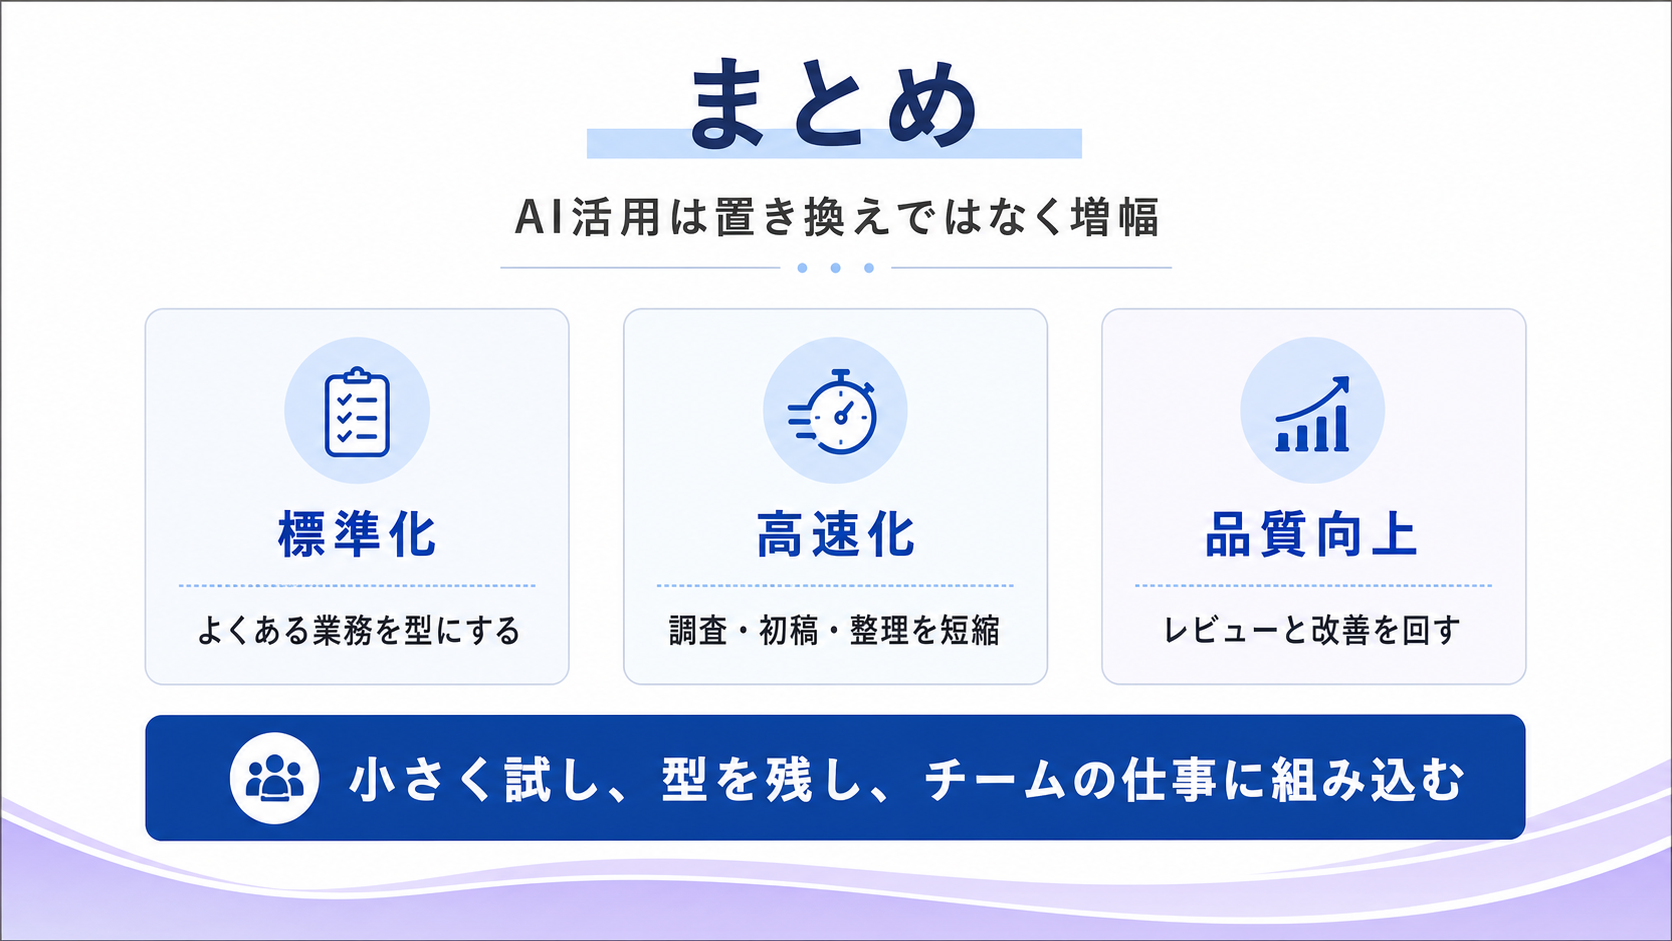 まとめ
AI活用は置き換えではなく増幅
標準化
よくある業務を型にする
高速化
調査・初稿・整理を短縮
品質向上
レビューと改善を回す
小さく試し、型を残し、チームの仕事に組み込む